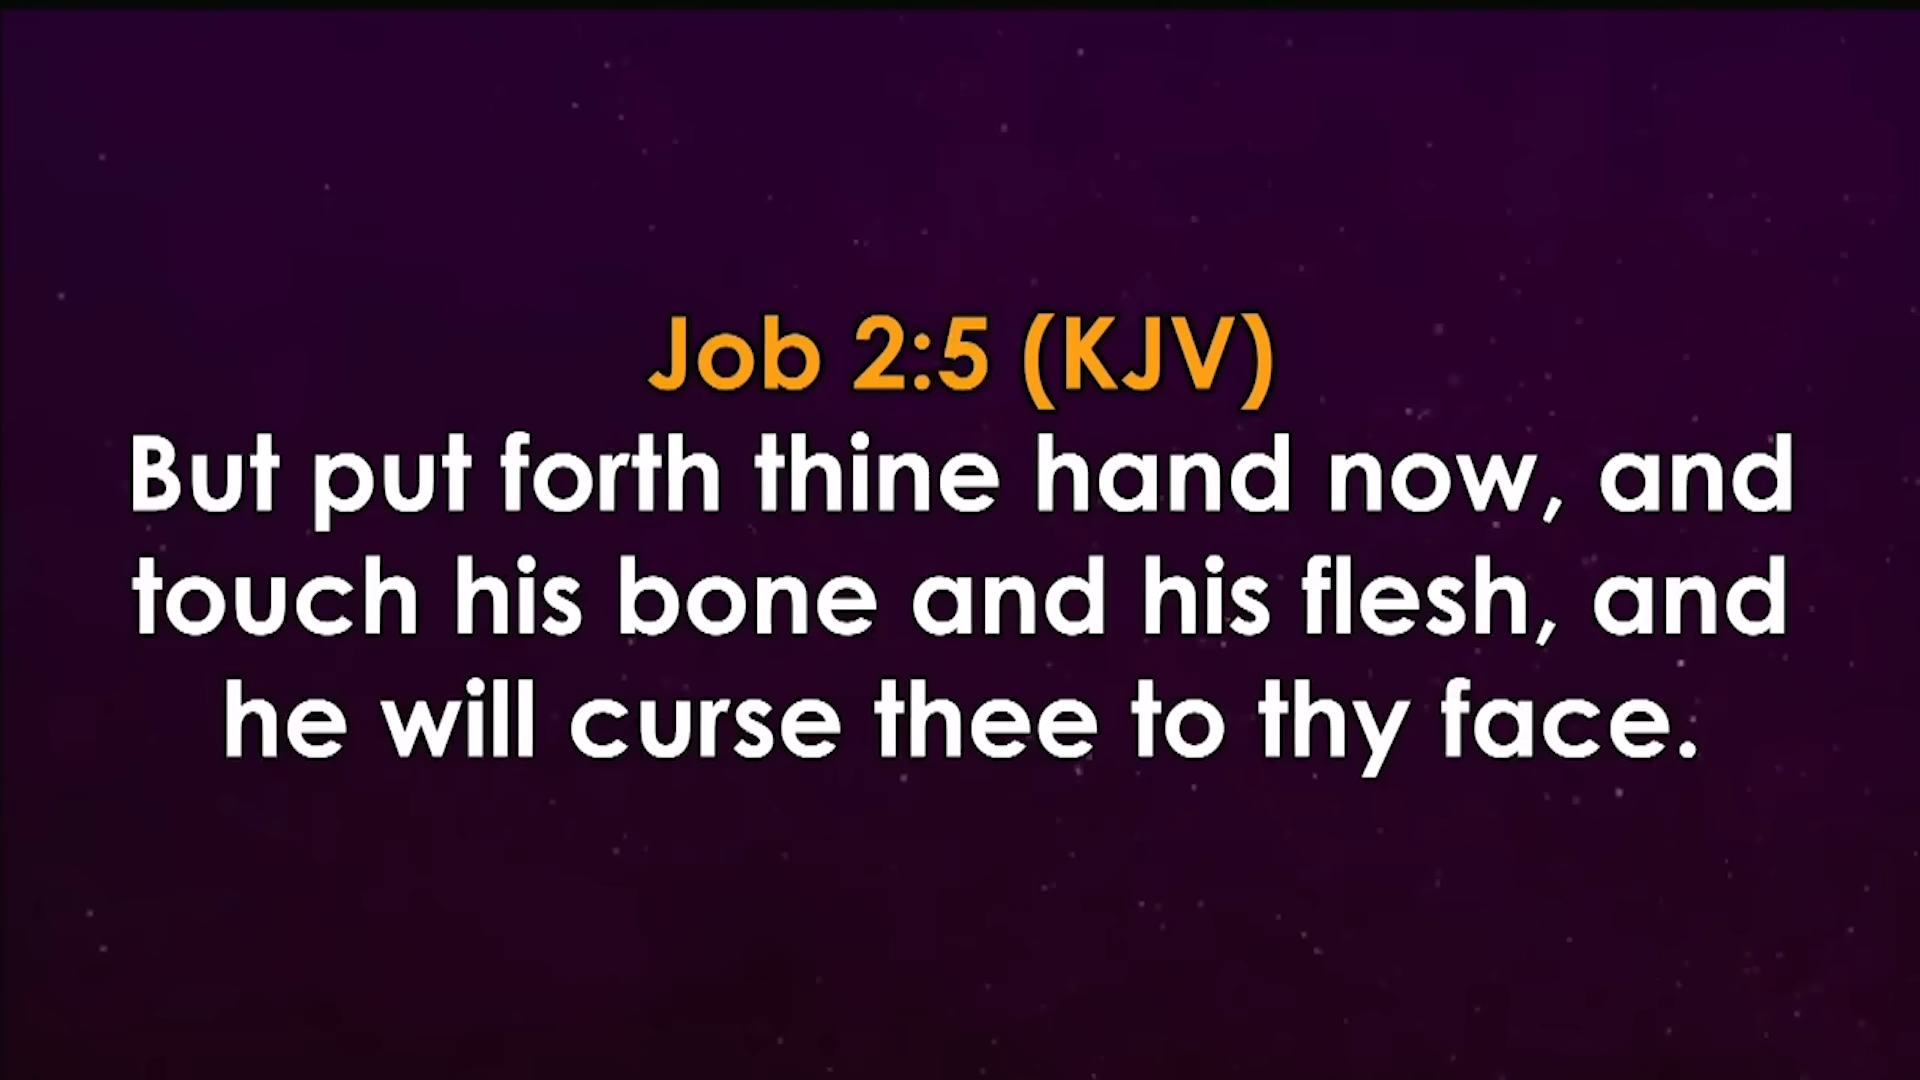 Job 2:5 (KJV)
But put forth thine hand now, and
touch his bone and his flesh, and
he will curse thee to thy face.